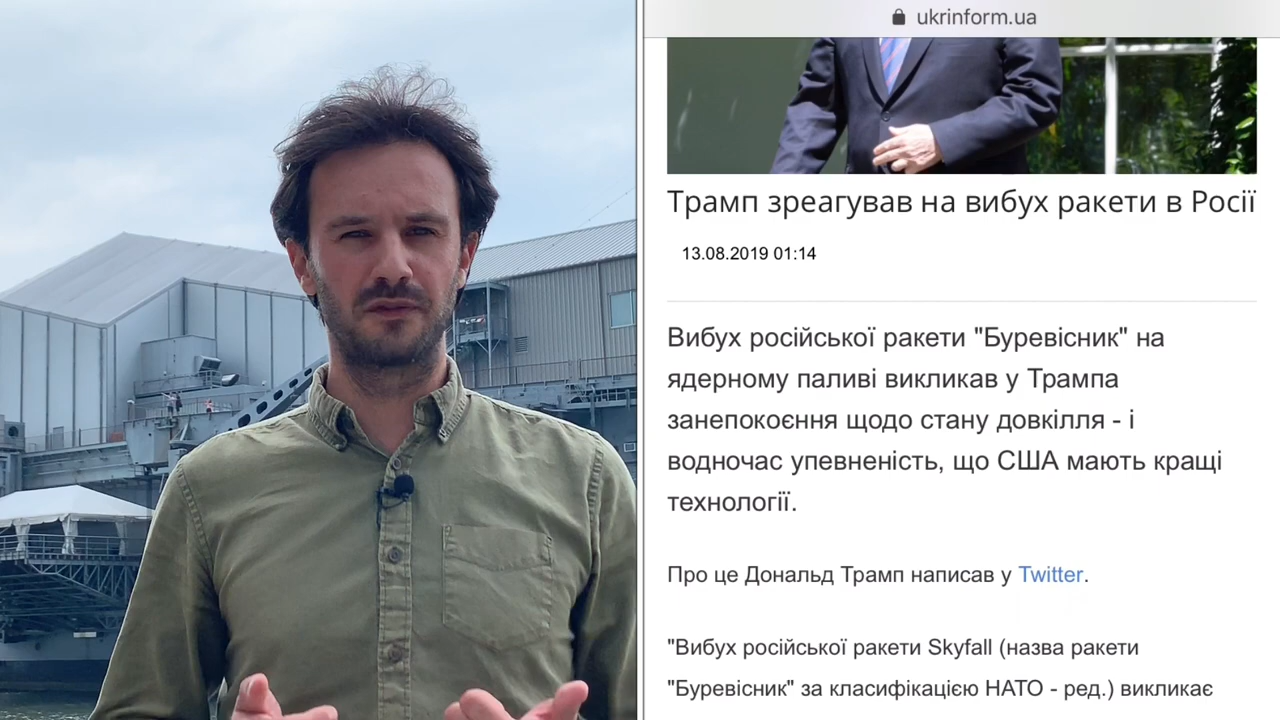 ukrinform.ua
Трамп зреагував на вибух ракети в Росії
13.08.2019 01:14
Вибух російської ракети "Буревісник" на
ядерному паливі викликав у Трампа
занепокоєння щодо стану довкілля - і
водночас упевненість, що США мають кращі
технології.
Про це Дональд Трамп написав у Twitter.
"Вибух російської ракети Skyfall (назва ракети
"Буревісник" за класифікацією НАТО - ред.) викликає